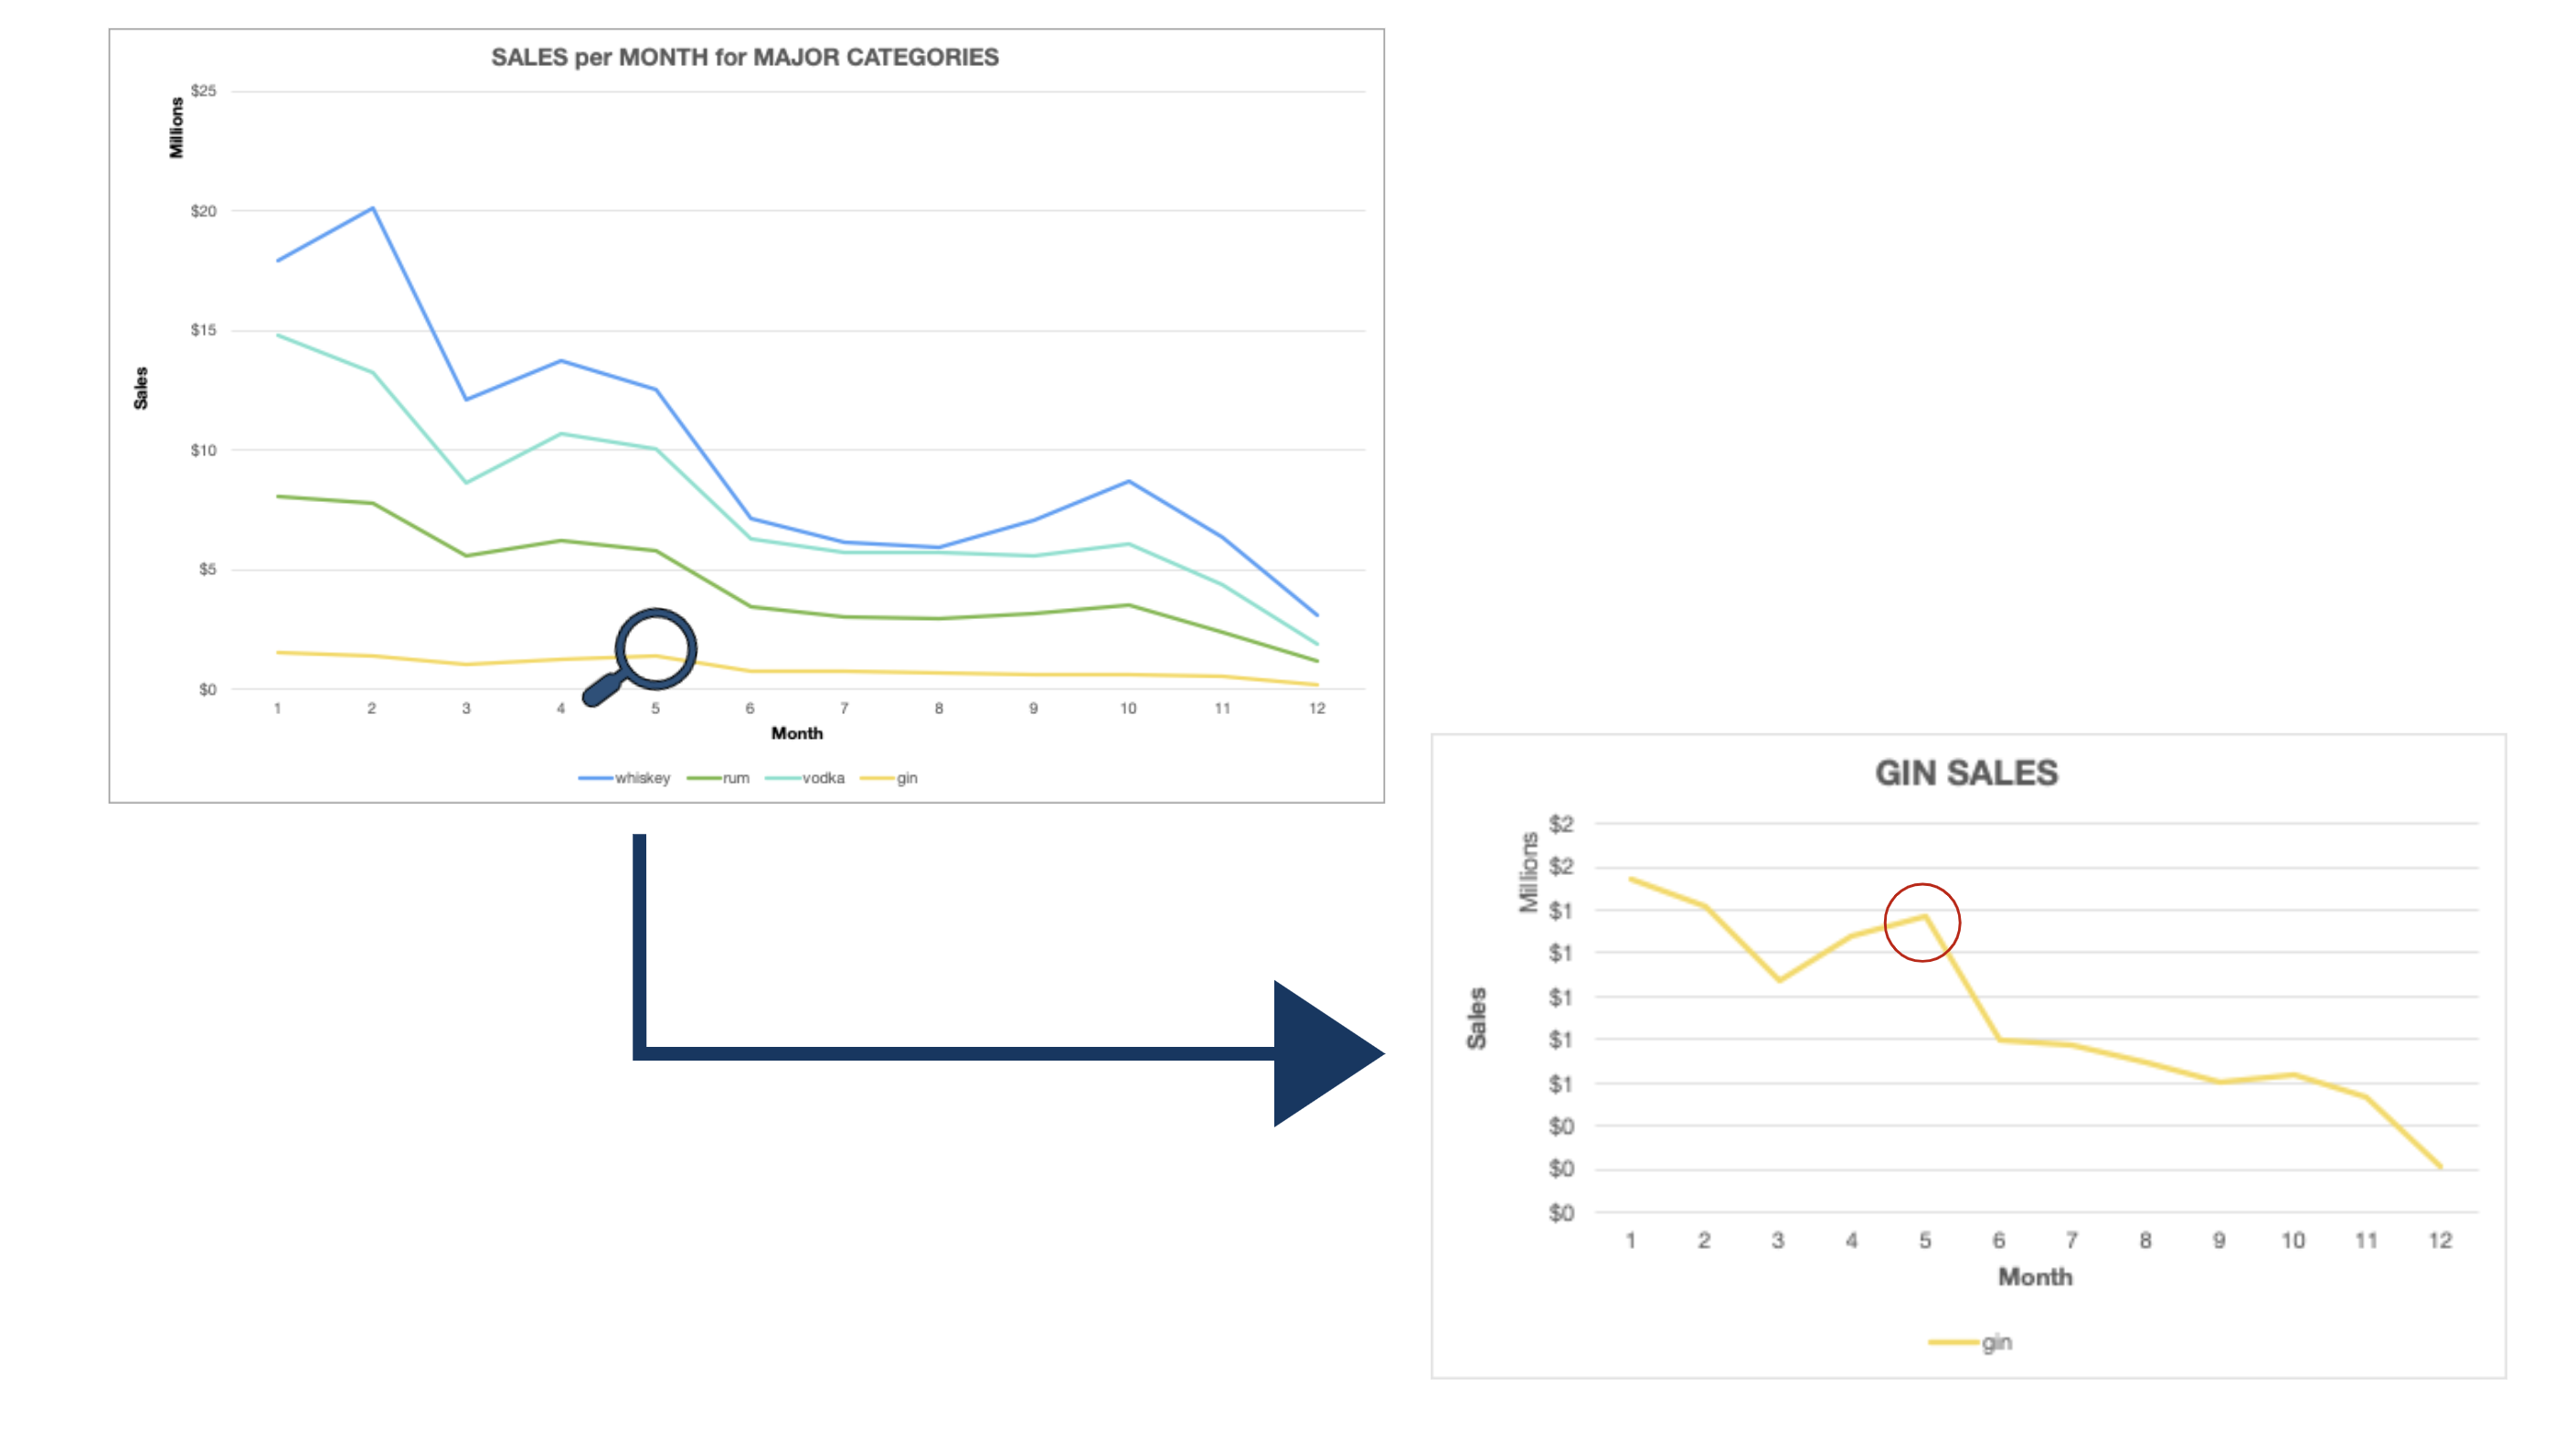 SALES per MONTH for MAJOR CATEGORIES
Millions
Sales
$25
$20
$15
$10
$5
$0
1 2 3 4 5 6 7 8 9 10 11 12
Month
whiskey rum vodka gin
GIN SALES
Millions
Sales
$2
$2
$1
$1
$1
$1
$1
$0
$0
$0
1 2 3 4 5 6 7 8 9 10 11 12
Month
gin